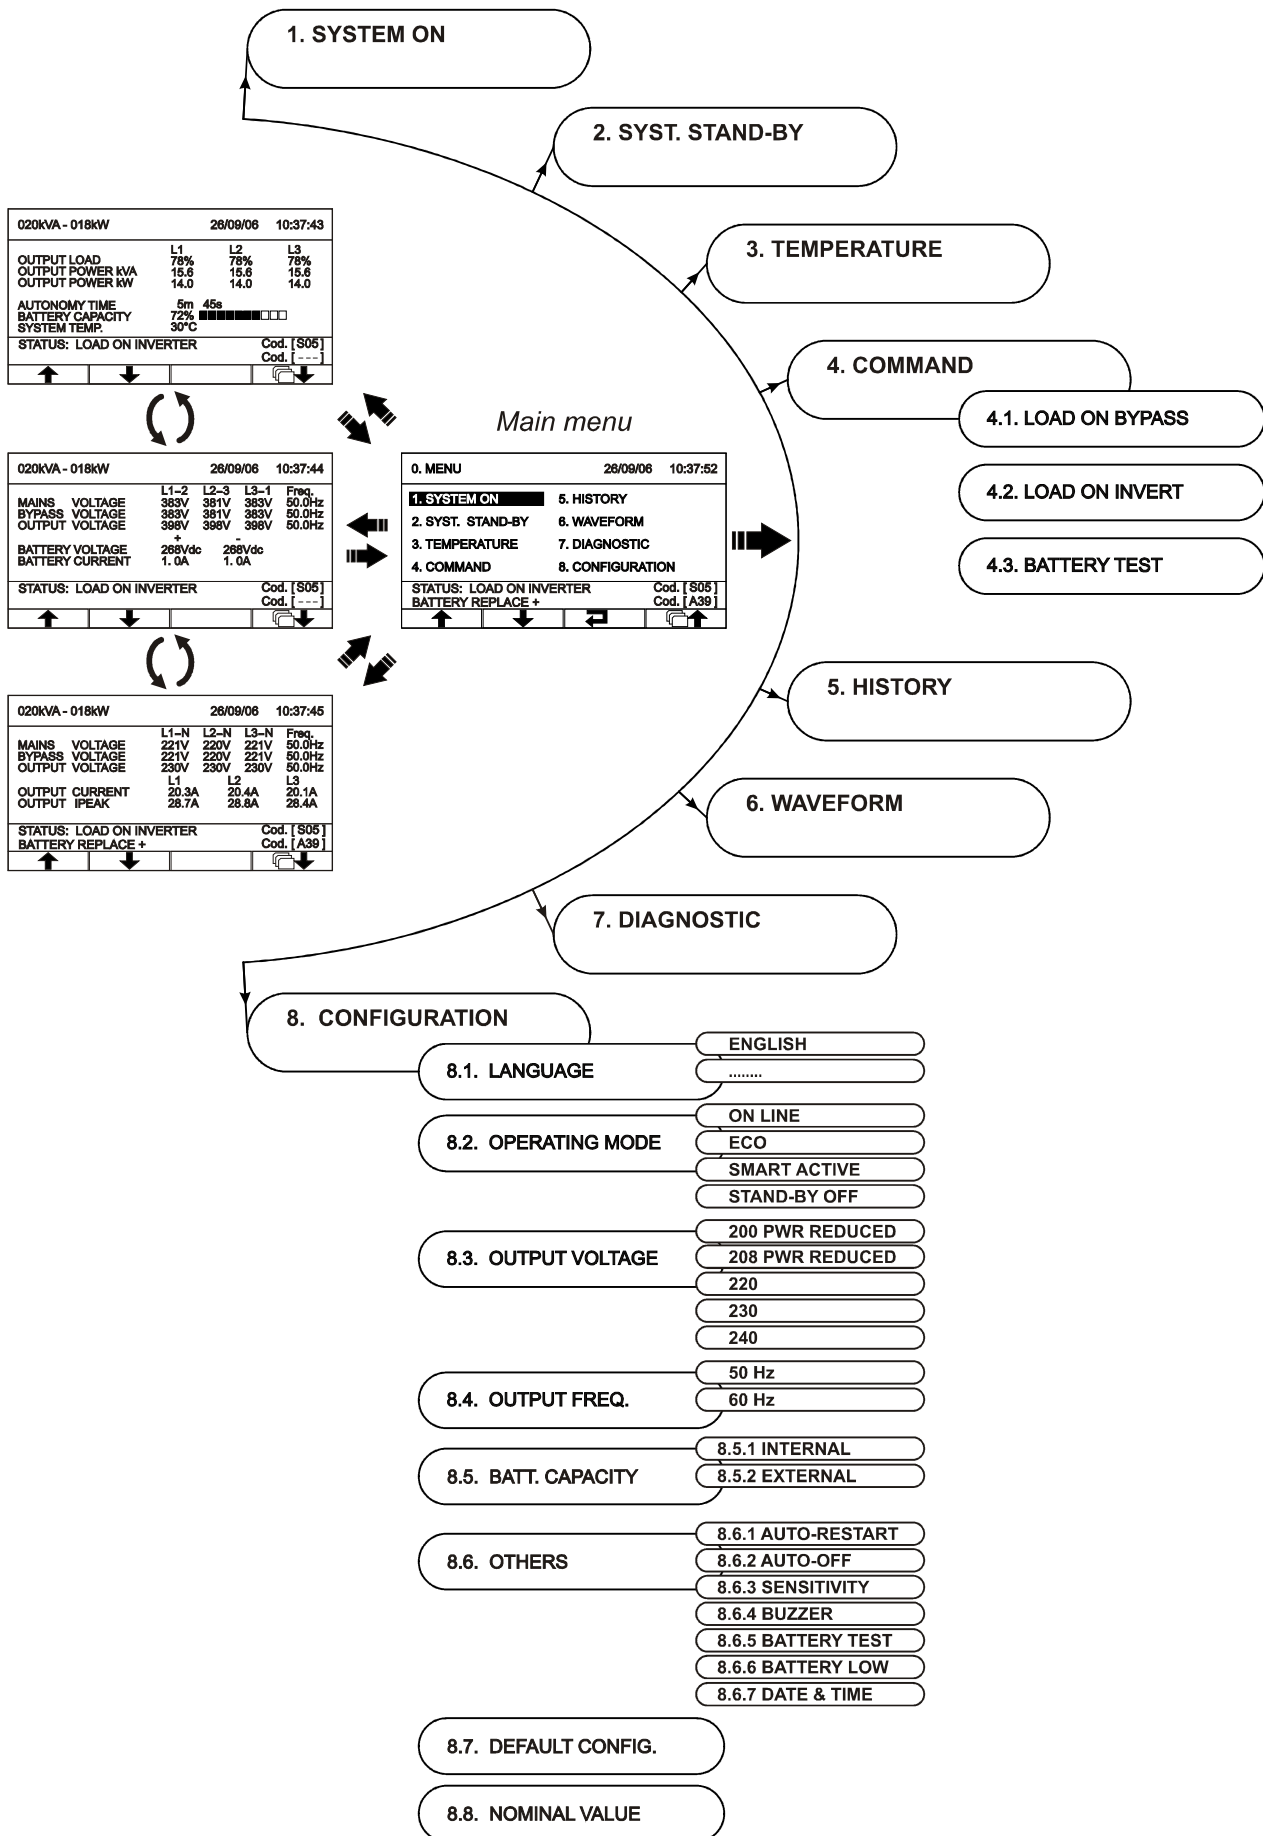 1. SYSTEM ON
2. SYST. STAND-BY
3. TEMPERATURE
4. COMMAND
4.1. LOAD ON BYPASS
4.2. LOAD ON INVERT
4.3. BATTERY TEST
020kVA - 018kW 26/09/06 10:37:43
L1 L2 L3
OUTPUT LOAD 78% 78% 78%
OUTPUT POWER kVA 15.6 15.6 15.6
OUTPUT POWER kW 14.0 14.0 14.0
AUTONOMY TIME 5m 45s
BATTERY CAPACITY 72%
SYSTEM TEMP. 30°C
STATUS: LOAD ON INVERTER Cod. [S05]
Cod. [---]
020kVA - 018kW 26/09/06 10:37:44
L1-2 L2-3 L3-1 Freq.
MAINS VOLTAGE 383V 381V 383V 50.0Hz
BYPASS VOLTAGE 383V 381V 383V 50.0Hz
OUTPUT VOLTAGE 398V 398V 398V 50.0Hz
+ -
BATTERY VOLTAGE 268Vdc 268Vdc
BATTERY CURRENT 1. 0A 1. 0A
STATUS: LOAD ON INVERTER Cod. [S05]
Cod. [---]
Main menu
0. MENU 26/09/06 10:37:52
1. SYSTEM ON 5. HISTORY
2. SYST. STAND-BY 6. WAVEFORM
3. TEMPERATURE 7. DIAGNOSTIC
4. COMMAND 8. CONFIGURATION
STATUS: LOAD ON INVERTER Cod. [S05]
BATTERY REPLACE + Cod. [A39]
020kVA - 018kW 26/09/06 10:37:45
L1-N L2-N L3-N Freq.
MAINS VOLTAGE 221V 220V 221V 50.0Hz
BYPASS VOLTAGE 221V 220V 221V 50.0Hz
OUTPUT VOLTAGE 230V 230V 230V 50.0Hz
L1 L2 L3
OUTPUT CURRENT 20.3A 20.4A 20.1A
OUTPUT IPEAK 28.7A 28.8A 28.4A
STATUS: LOAD ON INVERTER Cod. [S05]
BATTERY REPLACE + Cod. [A39]
5. HISTORY
6. WAVEFORM
7. DIAGNOSTIC
8. CONFIGURATION
8.1. LANGUAGE
ENGLISH
........
8.2. OPERATING MODE
ON LINE
ECO
SMART ACTIVE
STAND-BY OFF
8.3. OUTPUT VOLTAGE
200 PWR REDUCED
208 PWR REDUCED
220
230
240
8.4. OUTPUT FREQ.
50 Hz
60 Hz
8.5. BATT. CAPACITY
8.5.1 INTERNAL
8.5.2 EXTERNAL
8.6. OTHERS
8.6.1 AUTO-RESTART
8.6.2 AUTO-OFF
8.6.3 SENSITIVITY
8.6.4 BUZZER
8.6.5 BATTERY TEST
8.6.6 BATTERY LOW
8.6.7 DATE & TIME
8.7. DEFAULT CONFIG.
8.8. NOMINAL VALUE